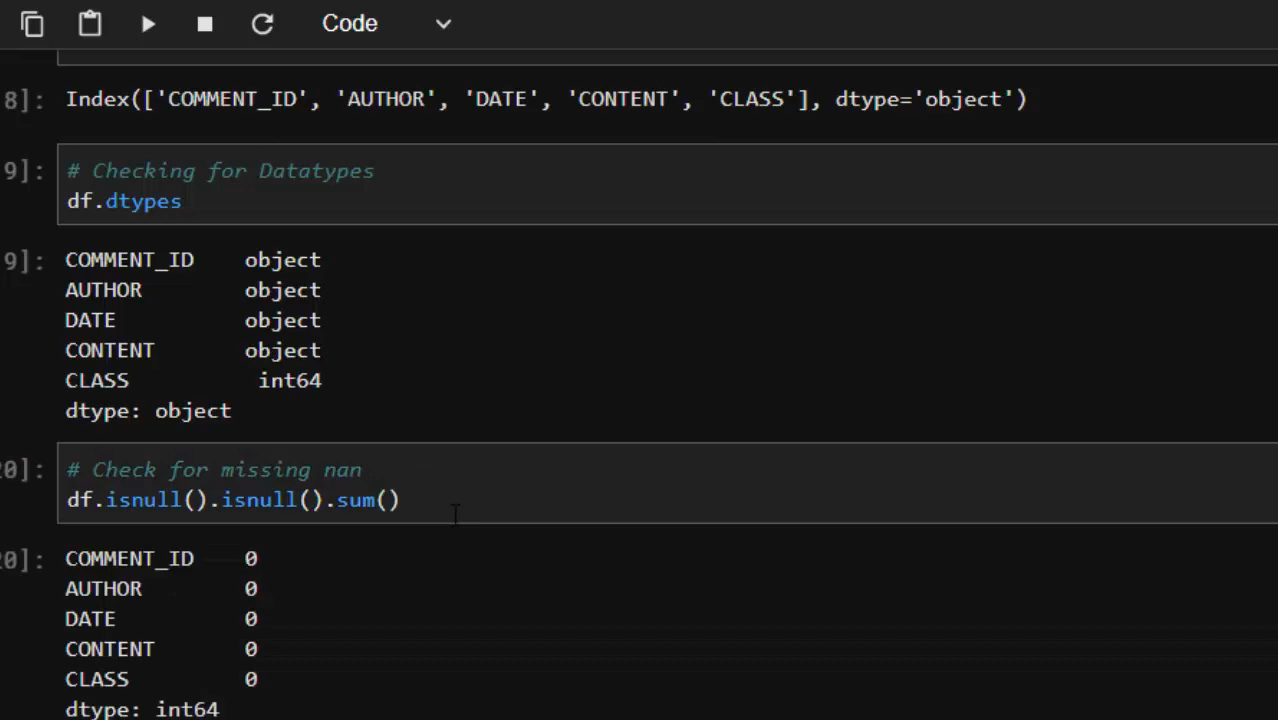 Code
8]: Index(['COMMENT_ID', 'AUTHOR', 'DATE', 'CONTENT', 'CLASS'], dtype='object')
9]: # Checking for Datatypes
df.dtypes
9]: COMMENT_ID object
AUTHOR object
DATE object
CONTENT object
CLASS int64
dtype: object
20]: # Check for missing nan
df.isnull().isnull().sum()
20]: COMMENT_ID 0
AUTHOR 0
DATE 0
CONTENT 0
CLASS 0
dtype: int64